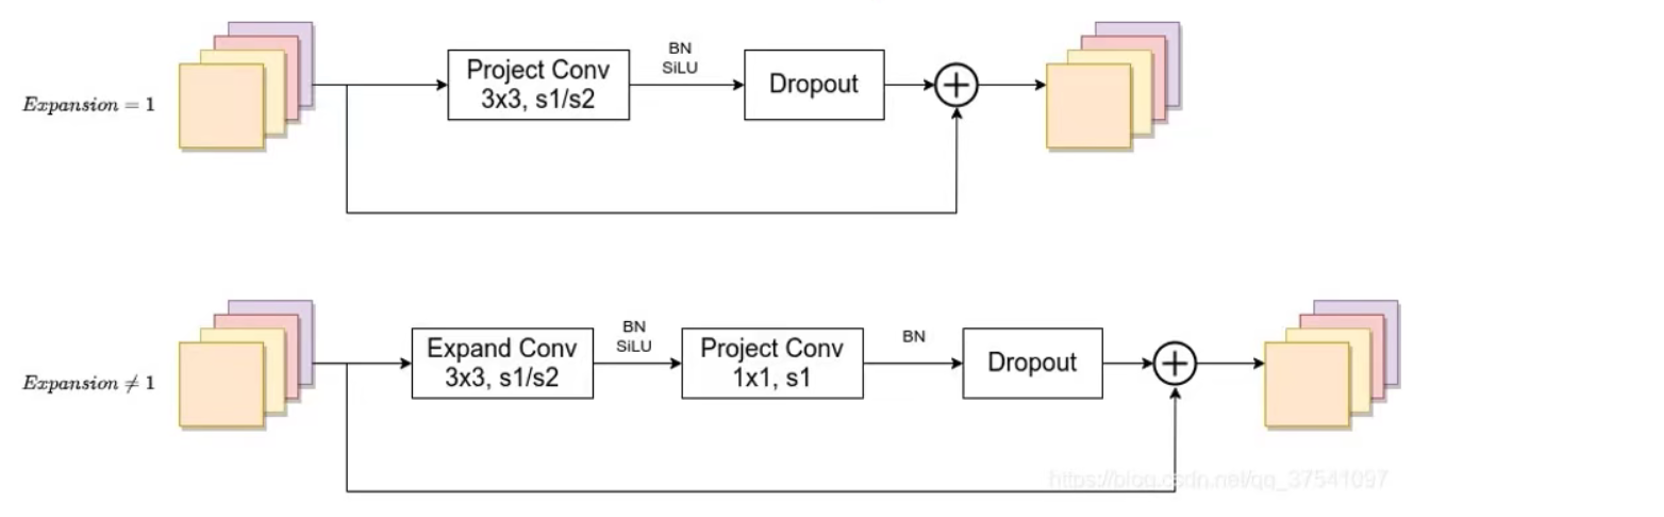 Expansion = 1
Project Conv
3x3, s1/s2
BN
SiLU
Dropout
Expansion ≠ 1
Expand Conv
3x3, s1/s2
BN
SiLU
Project Conv
1x1, s1
BN
Dropout
https://blog.csdn.net/qq_37541097